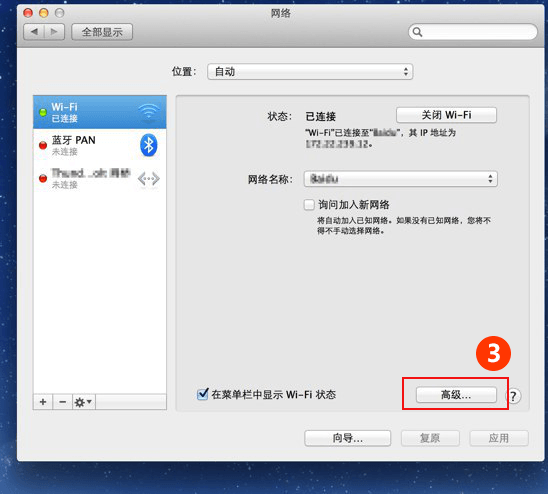 网络
全部显示
位置： 自动
Wi-Fi
已连接
蓝牙 PAN
未连接
未连接
状态： 已连接 关闭 Wi-Fi
“Wi-Fi”已连接至“Baidu”，其 IP 地址为
172.22.239.12。
网络名称： Baidu
询问加入新网络
将自动加入已知网络。如果没有已知网络，您将不
得不手动选择网络。
3
在菜单栏中显示 Wi-Fi 状态 高级... ?
向导... 复原 应用